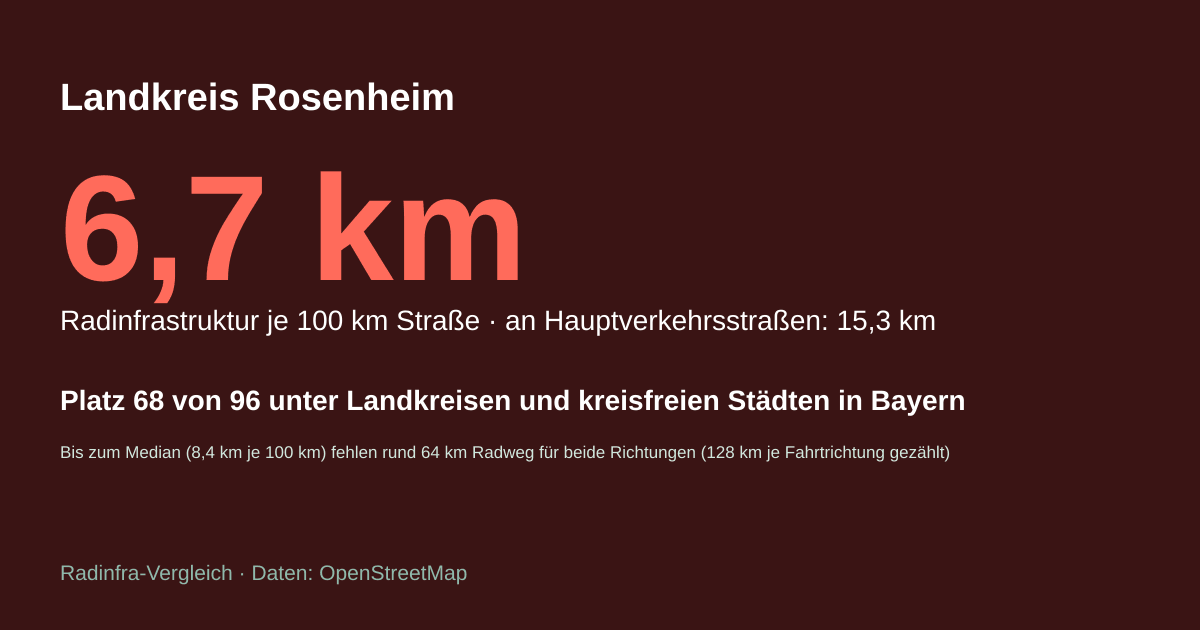 Landkreis Rosenheim
6,7 km
Radinfrastruktur je 100 km Straße · an Hauptverkehrsstraßen: 15,3 km
Platz 68 von 96 unter Landkreisen und kreisfreien Städten in Bayern
Bis zum Median (8,4 km je 100 km) fehlen rund 64 km Radweg für beide Richtungen (128 km je Fahrtrichtung gezählt)
Radinfra-Vergleich · Daten: OpenStreetMap